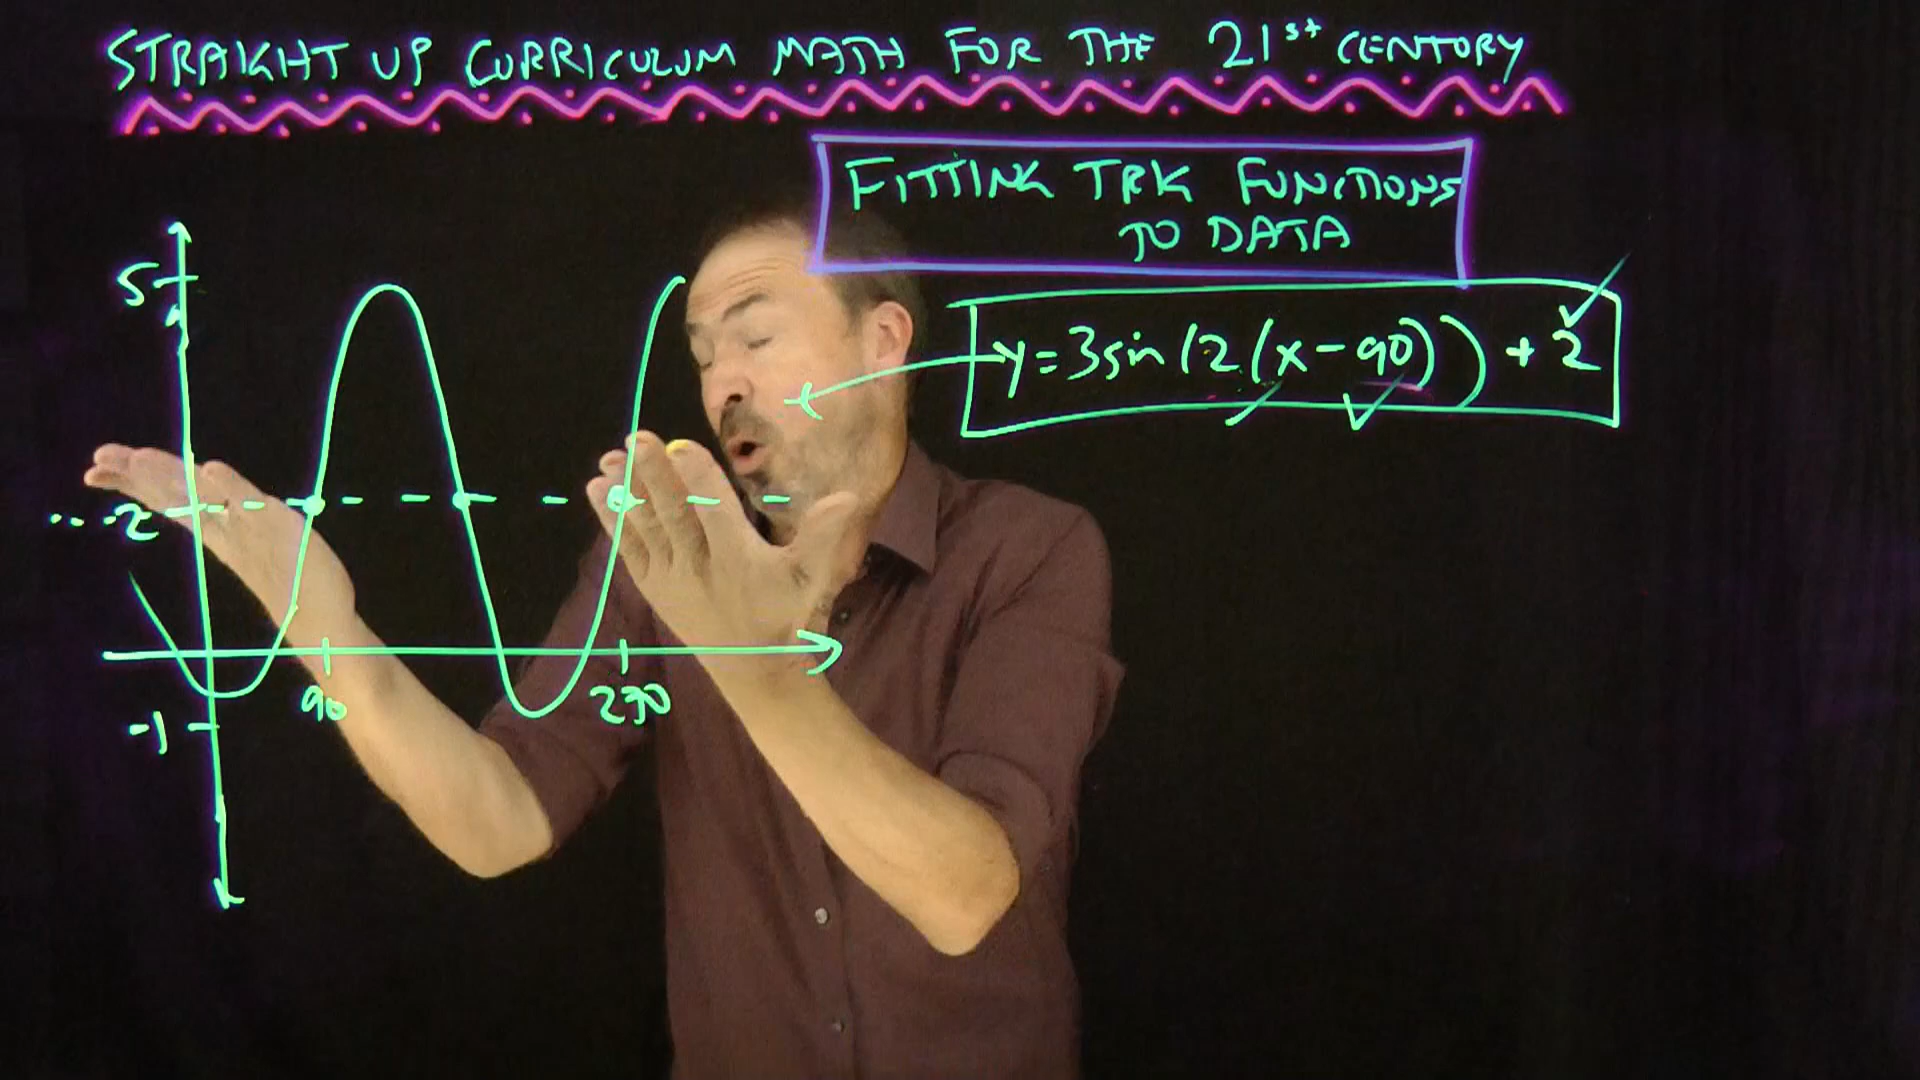 STRAIGHT UP CURRICULUM MATH FOR THE 21st CENTURY
FITTING TRIG FUNCTIONS
TO DATA
y=3sin(2(x-90))+2
5
2
-1
90
270